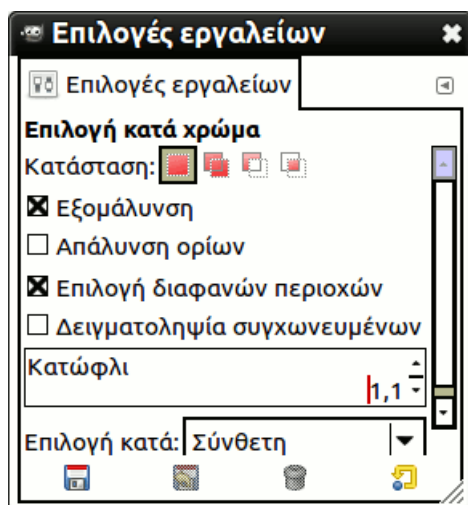 Επιλογές εργαλείων
Επιλογές εργαλείων
Επιλογή κατά χρώμα
Κατάσταση:
Εξομάλυνση
Απάλυνση ορίων
Επιλογή διαφανών περιοχών
Δειγματοληψία συγχωνευμένων
Κατώφλι
1,1
Επιλογή κατά: Σύνθετη